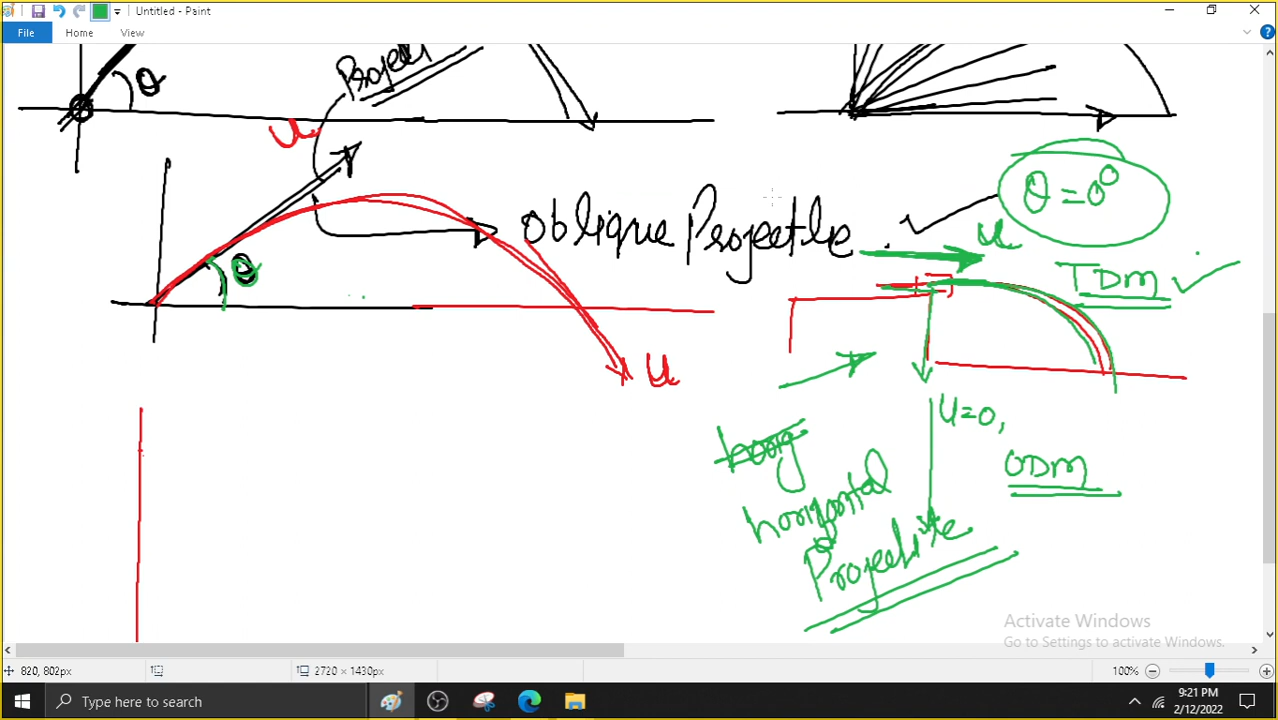 Untitled - Paint
File Home View
θ
Project
u
θ = 0°
oblique Projectile
u
θ
TDM
u
u=0,
ODM
horizontal
Projectile
Activate Windows
Go to Settings to activate Windows.
820, 802px
2720 × 1430px
100%
Type here to search
9:21 PM
2/12/2022